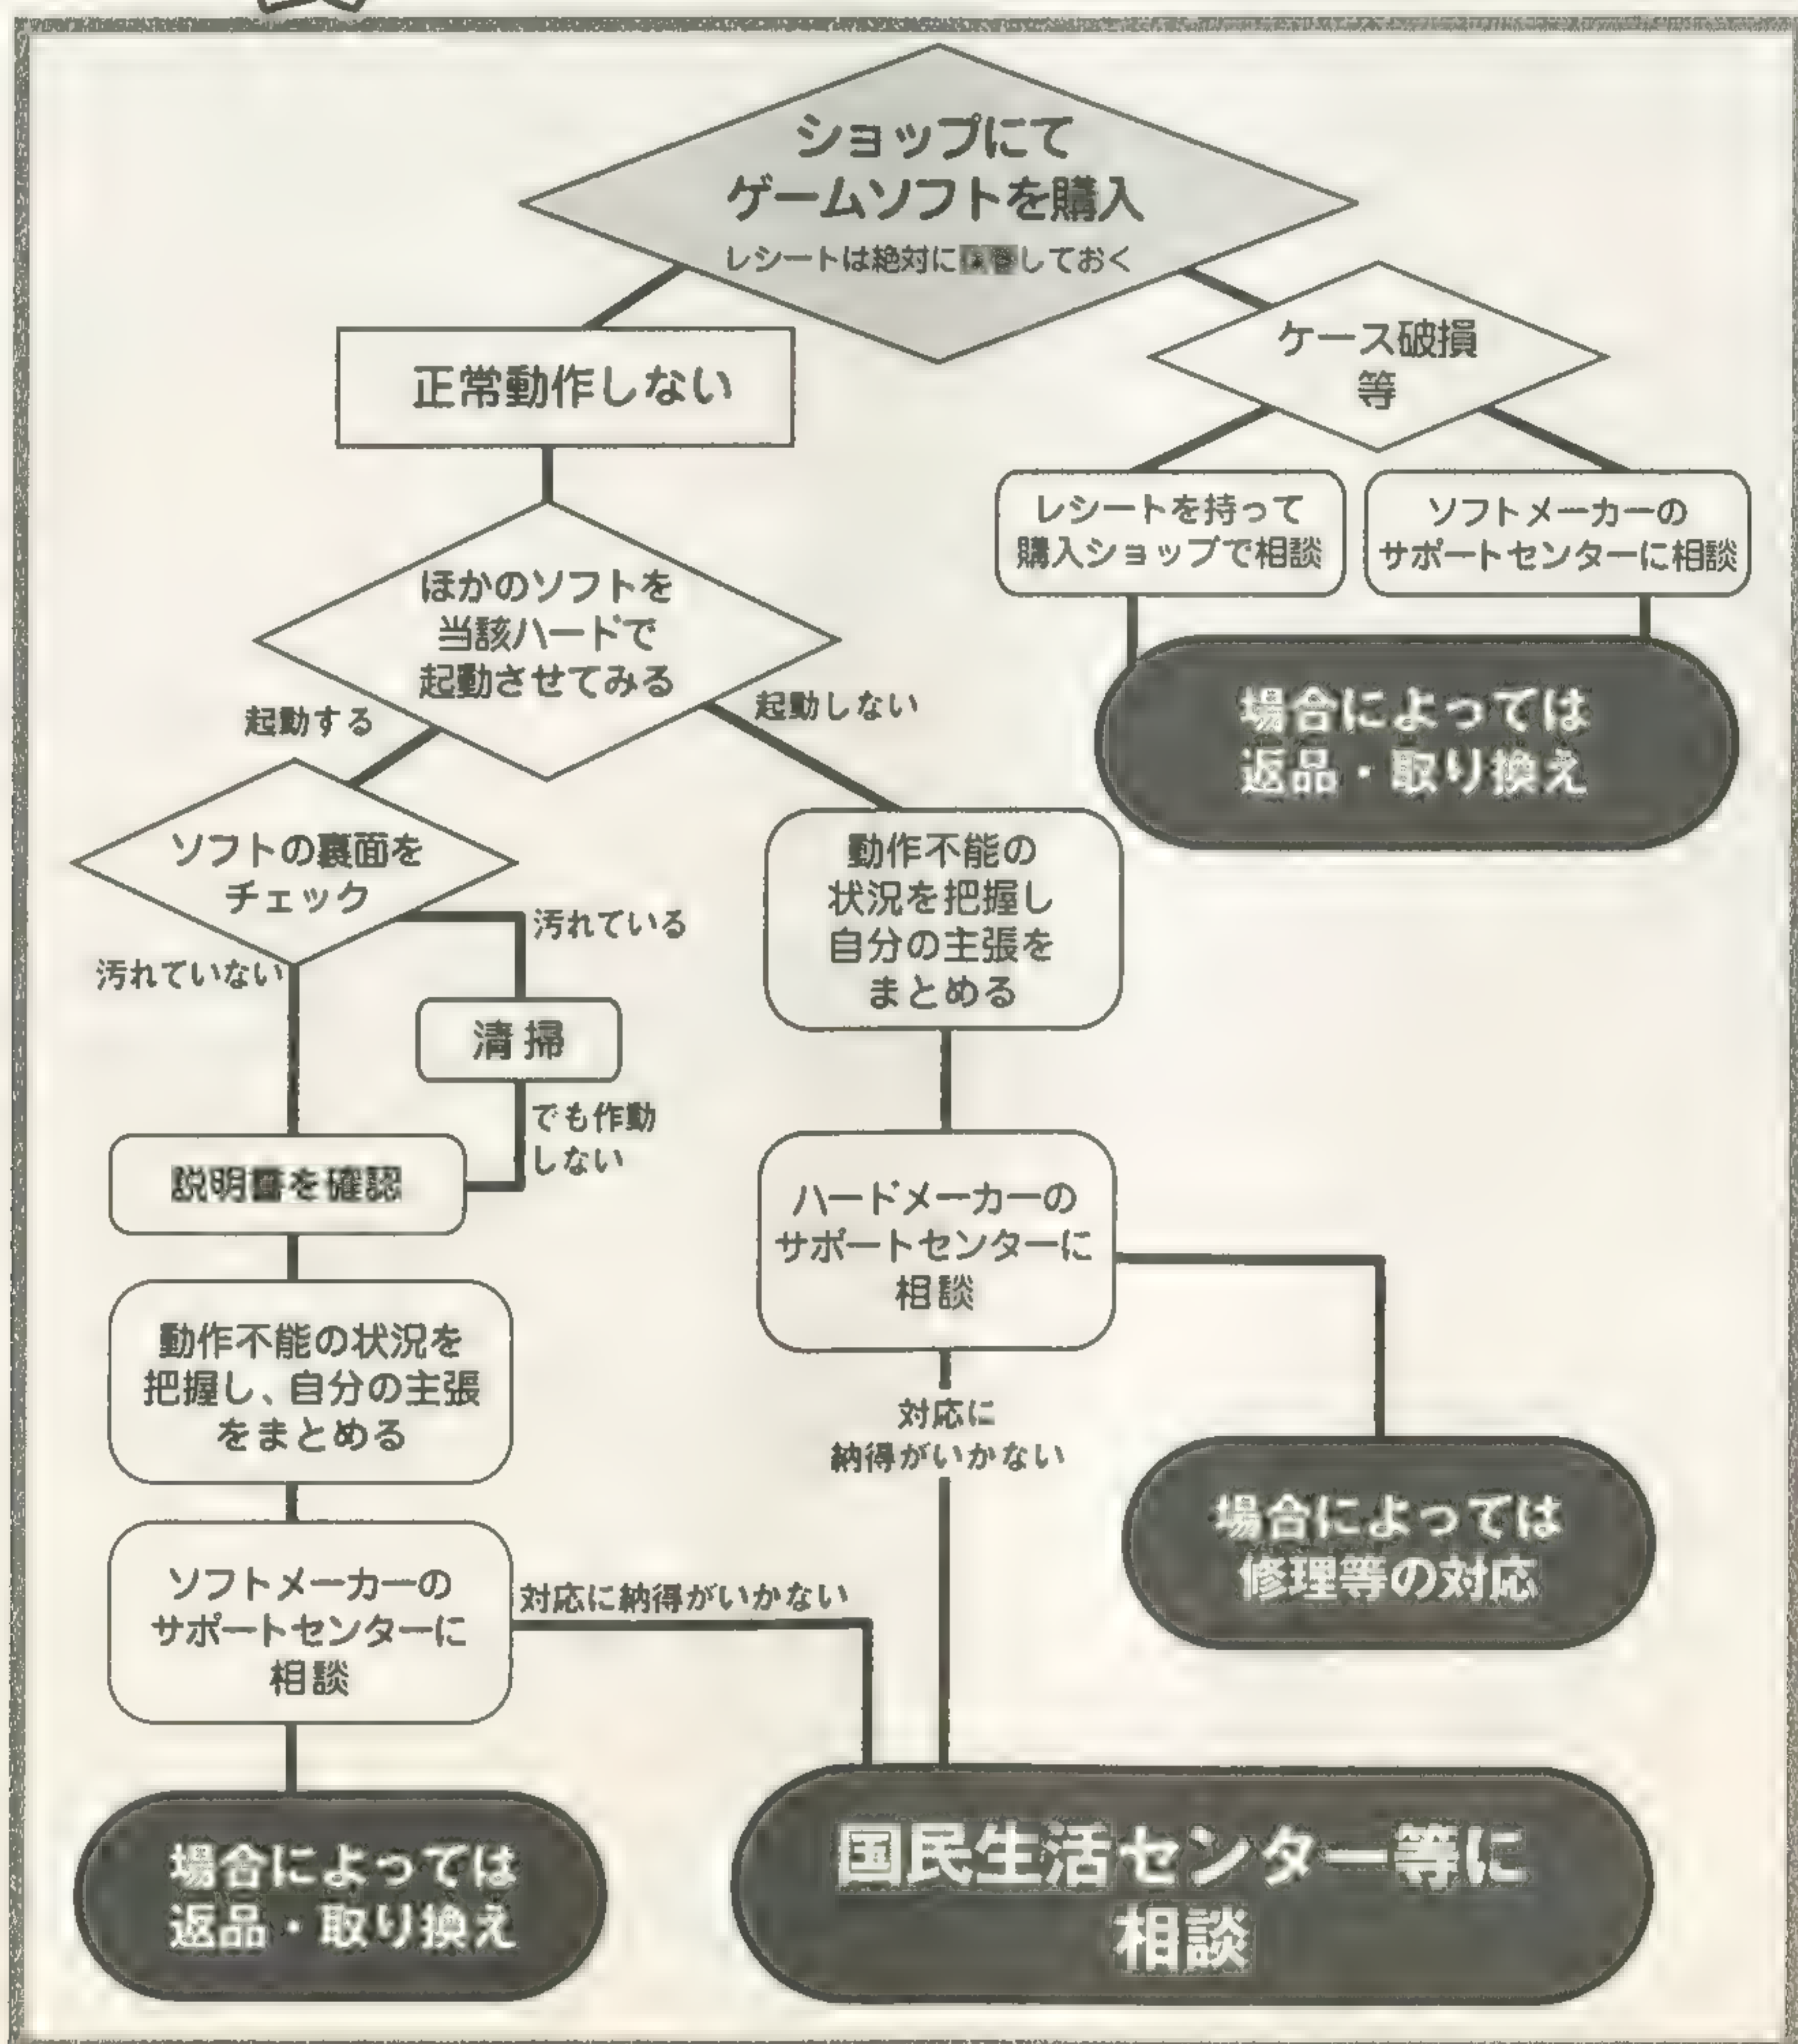 ショップにて
ゲームソフトを購入
レシートは絶対に しておく
正常動作しない
ケース破損
等
レシートを持って
購入ショップで相談
ソフトメーカーの
サポートセンターに相談
場合によっては
返品・取り換え
ほかのソフトを
当該ハードで
起動させてみる
起動する
起動しない
ソフトの裏面を
チェック
汚れている
汚れていない
清掃
でも作動
しない
説明書を確認
動作不能の状況を
把握し、自分の主張
をまとめる
ソフトメーカーの
サポートセンターに
相談
対応に納得がいかない
場合によっては
返品・取り換え
動作不能の
状況を把握し
自分の主張を
まとめる
ハードメーカーの
サポートセンターに
相談
対応に
納得がいかない
場合によっては
修理等の対応
国民生活センター等に
相談